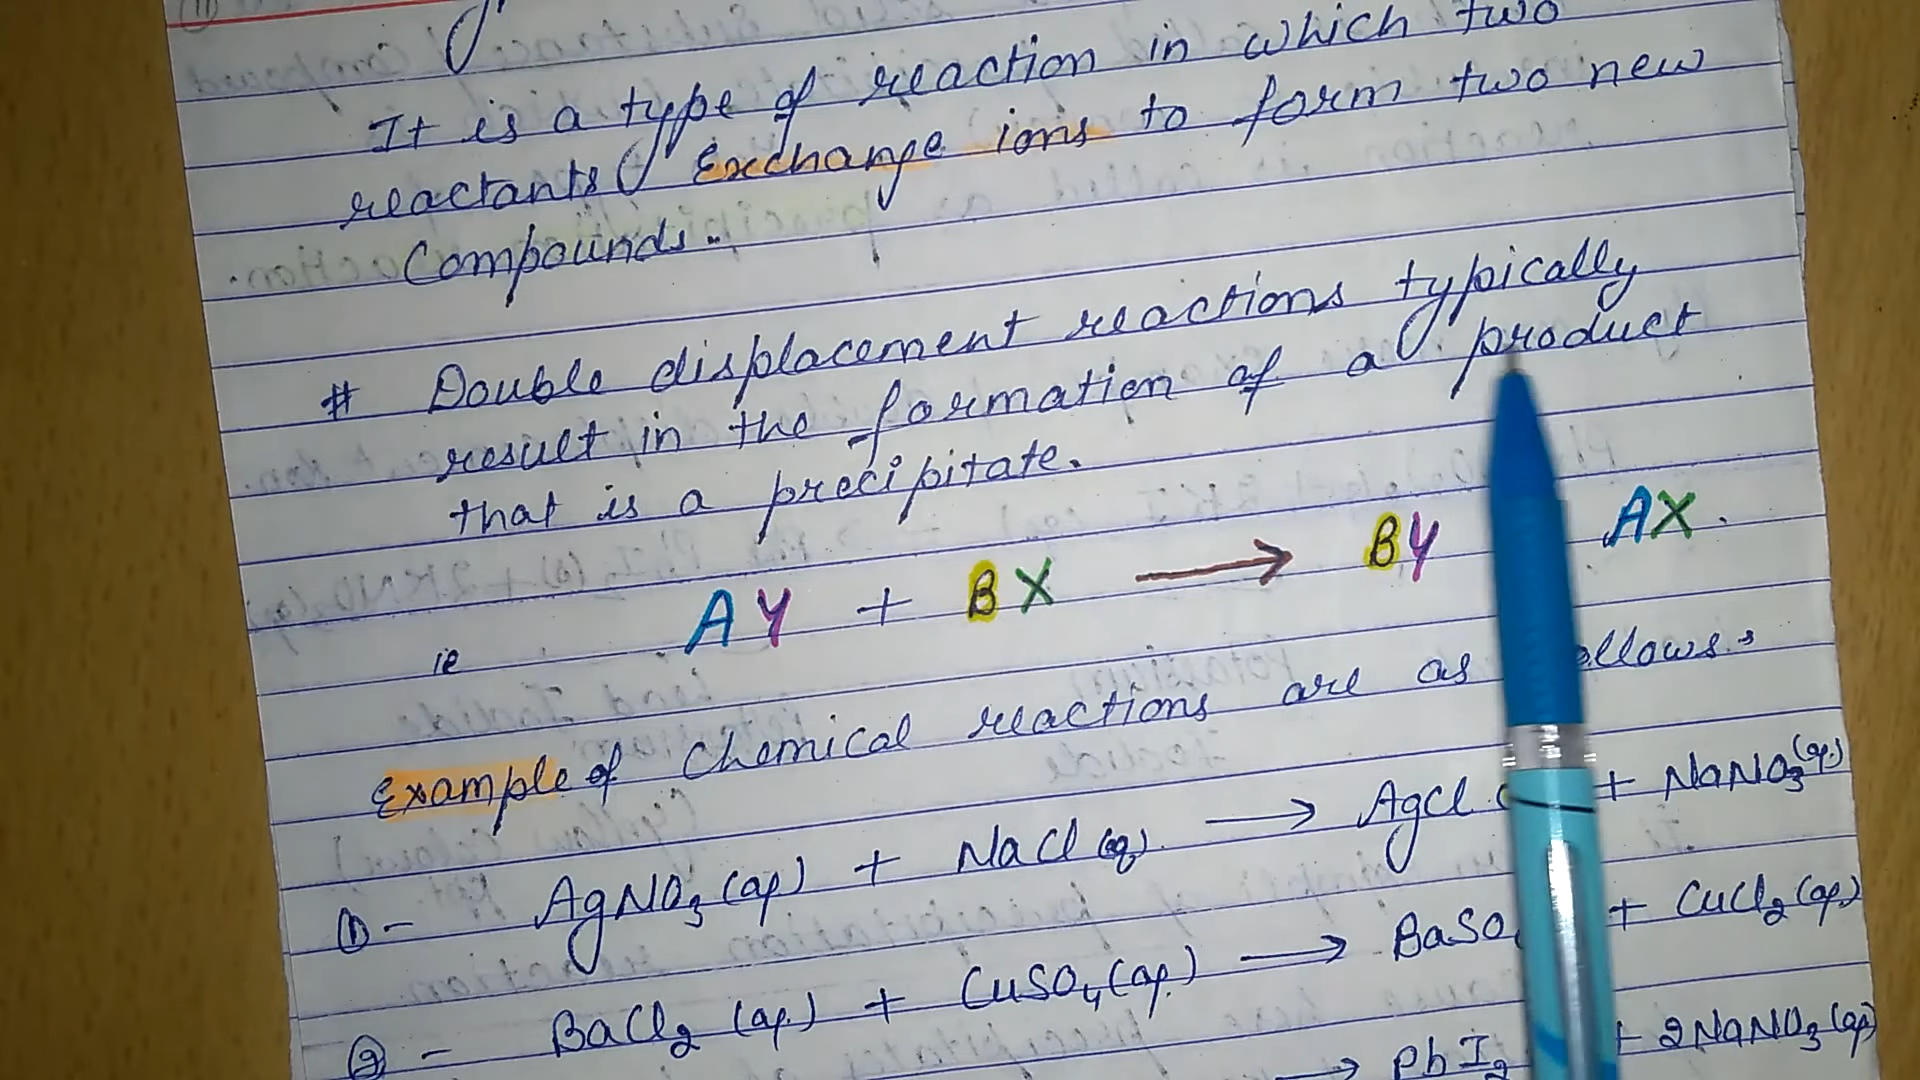 It is a type of reaction in which two
reactants exchange ions to form two new
Compounds.
# Double displacement reactions typically
result in the formation of a product
that is a precipitate.
ie AY + BX → BY AX.
Example of Chemical reactions are as ellows:
① - AgNO₃ (aq) + NaCl (aq) → AgCl + NaNO₃ (aq)
② - BaCl₂ (aq) + CuSO₄ (aq) → BaSO + CuCl₂ (aq)
→ PbI₂ + 2NaNO₃ (aq)